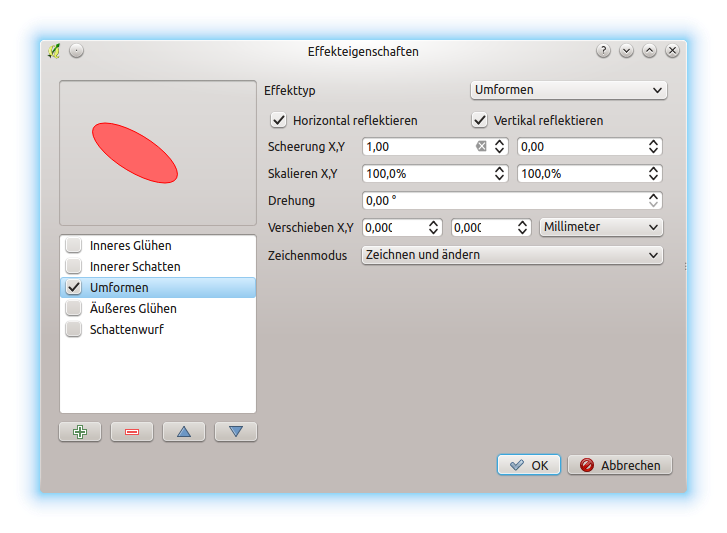 Effekteigenschaften
Effekttyp Umformen
Horizontal reflektieren Vertikal reflektieren
Scheerung X,Y 1,00 0,00
Skalieren X,Y 100,0% 100,0%
Drehung 0,00 °
Verschieben X,Y 0,000 0,000 Millimeter
Zeichenmodus Zeichnen und ändern
Inneres Glühen
Innerer Schatten
Umformen
Äußeres Glühen
Schattenwurf
OK Abbrechen